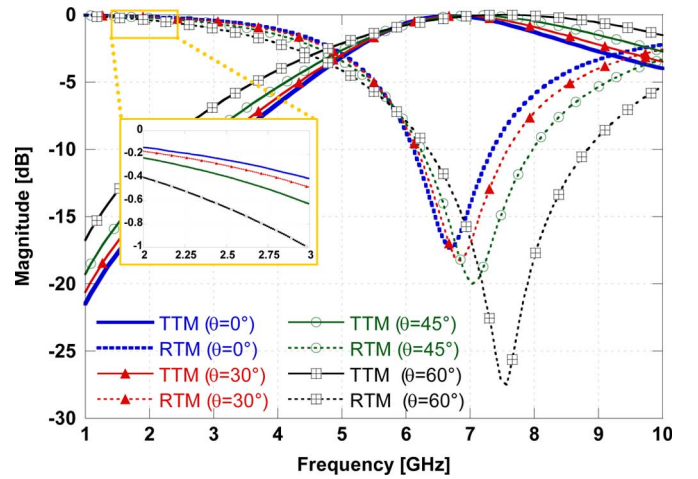 Magnitude [dB]
0
-5
-10
-15
-20
-25
-30
0
-0.2
-0.4
-0.6
-0.8
-1
2 2.25 2.5 2.75 3
TTM (θ=0°)
RTM (θ=0°)
TTM (θ=30°)
RTM (θ=30°)
TTM (θ=45°)
RTM (θ=45°)
TTM (θ=60°)
RTM (θ=60°)
1 2 3 4 5 6 7 8 9 10
Frequency [GHz]